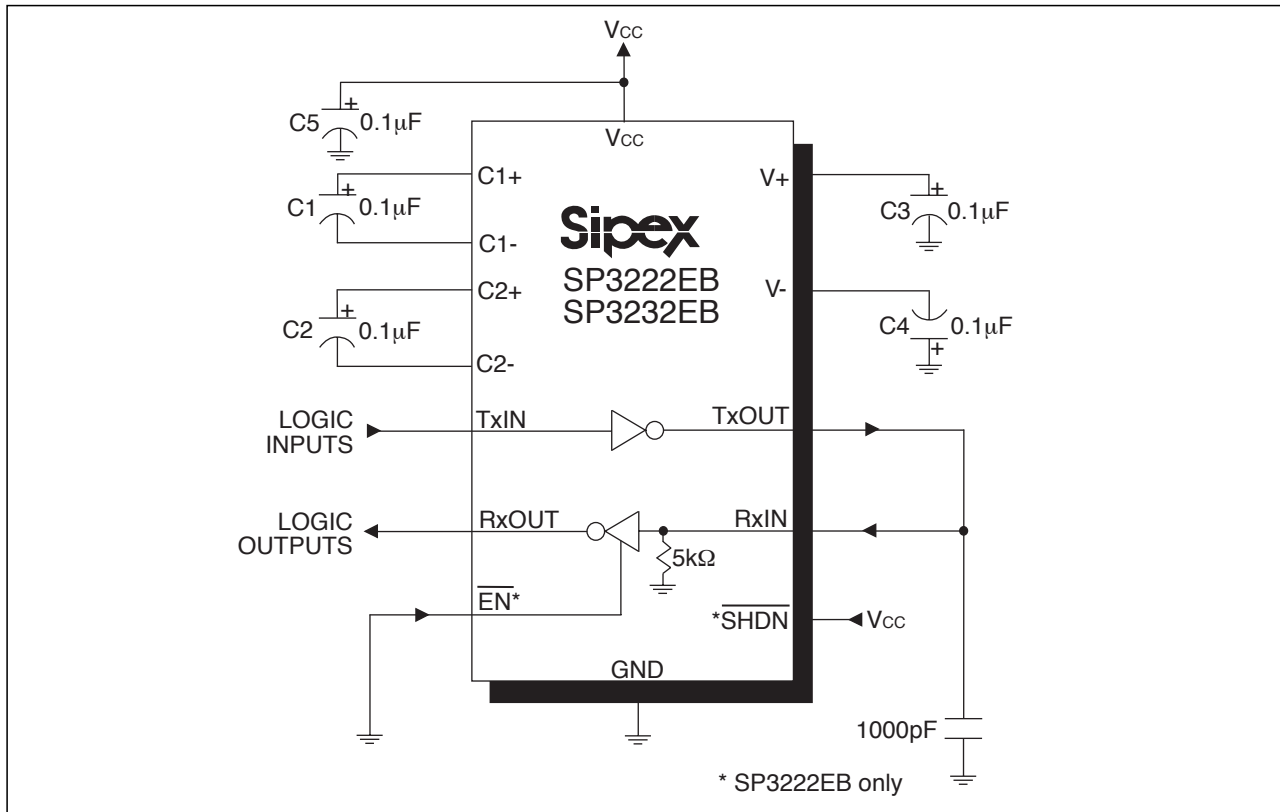 VCC
C5
+
0.1µF
VCC
C1+
C1
+
0.1µF
C1-
C2+
C2
+
0.1µF
C2-
V+
C3
+
0.1µF
V-
C4
0.1µF
+
Sipex
SP3222EB
SP3232EB
LOGIC
INPUTS
TxIN
TxOUT
LOGIC
OUTPUTS
RxOUT
RxIN
5kΩ
EN*
*SHDN
VCC
GND
1000pF
* SP3222EB only